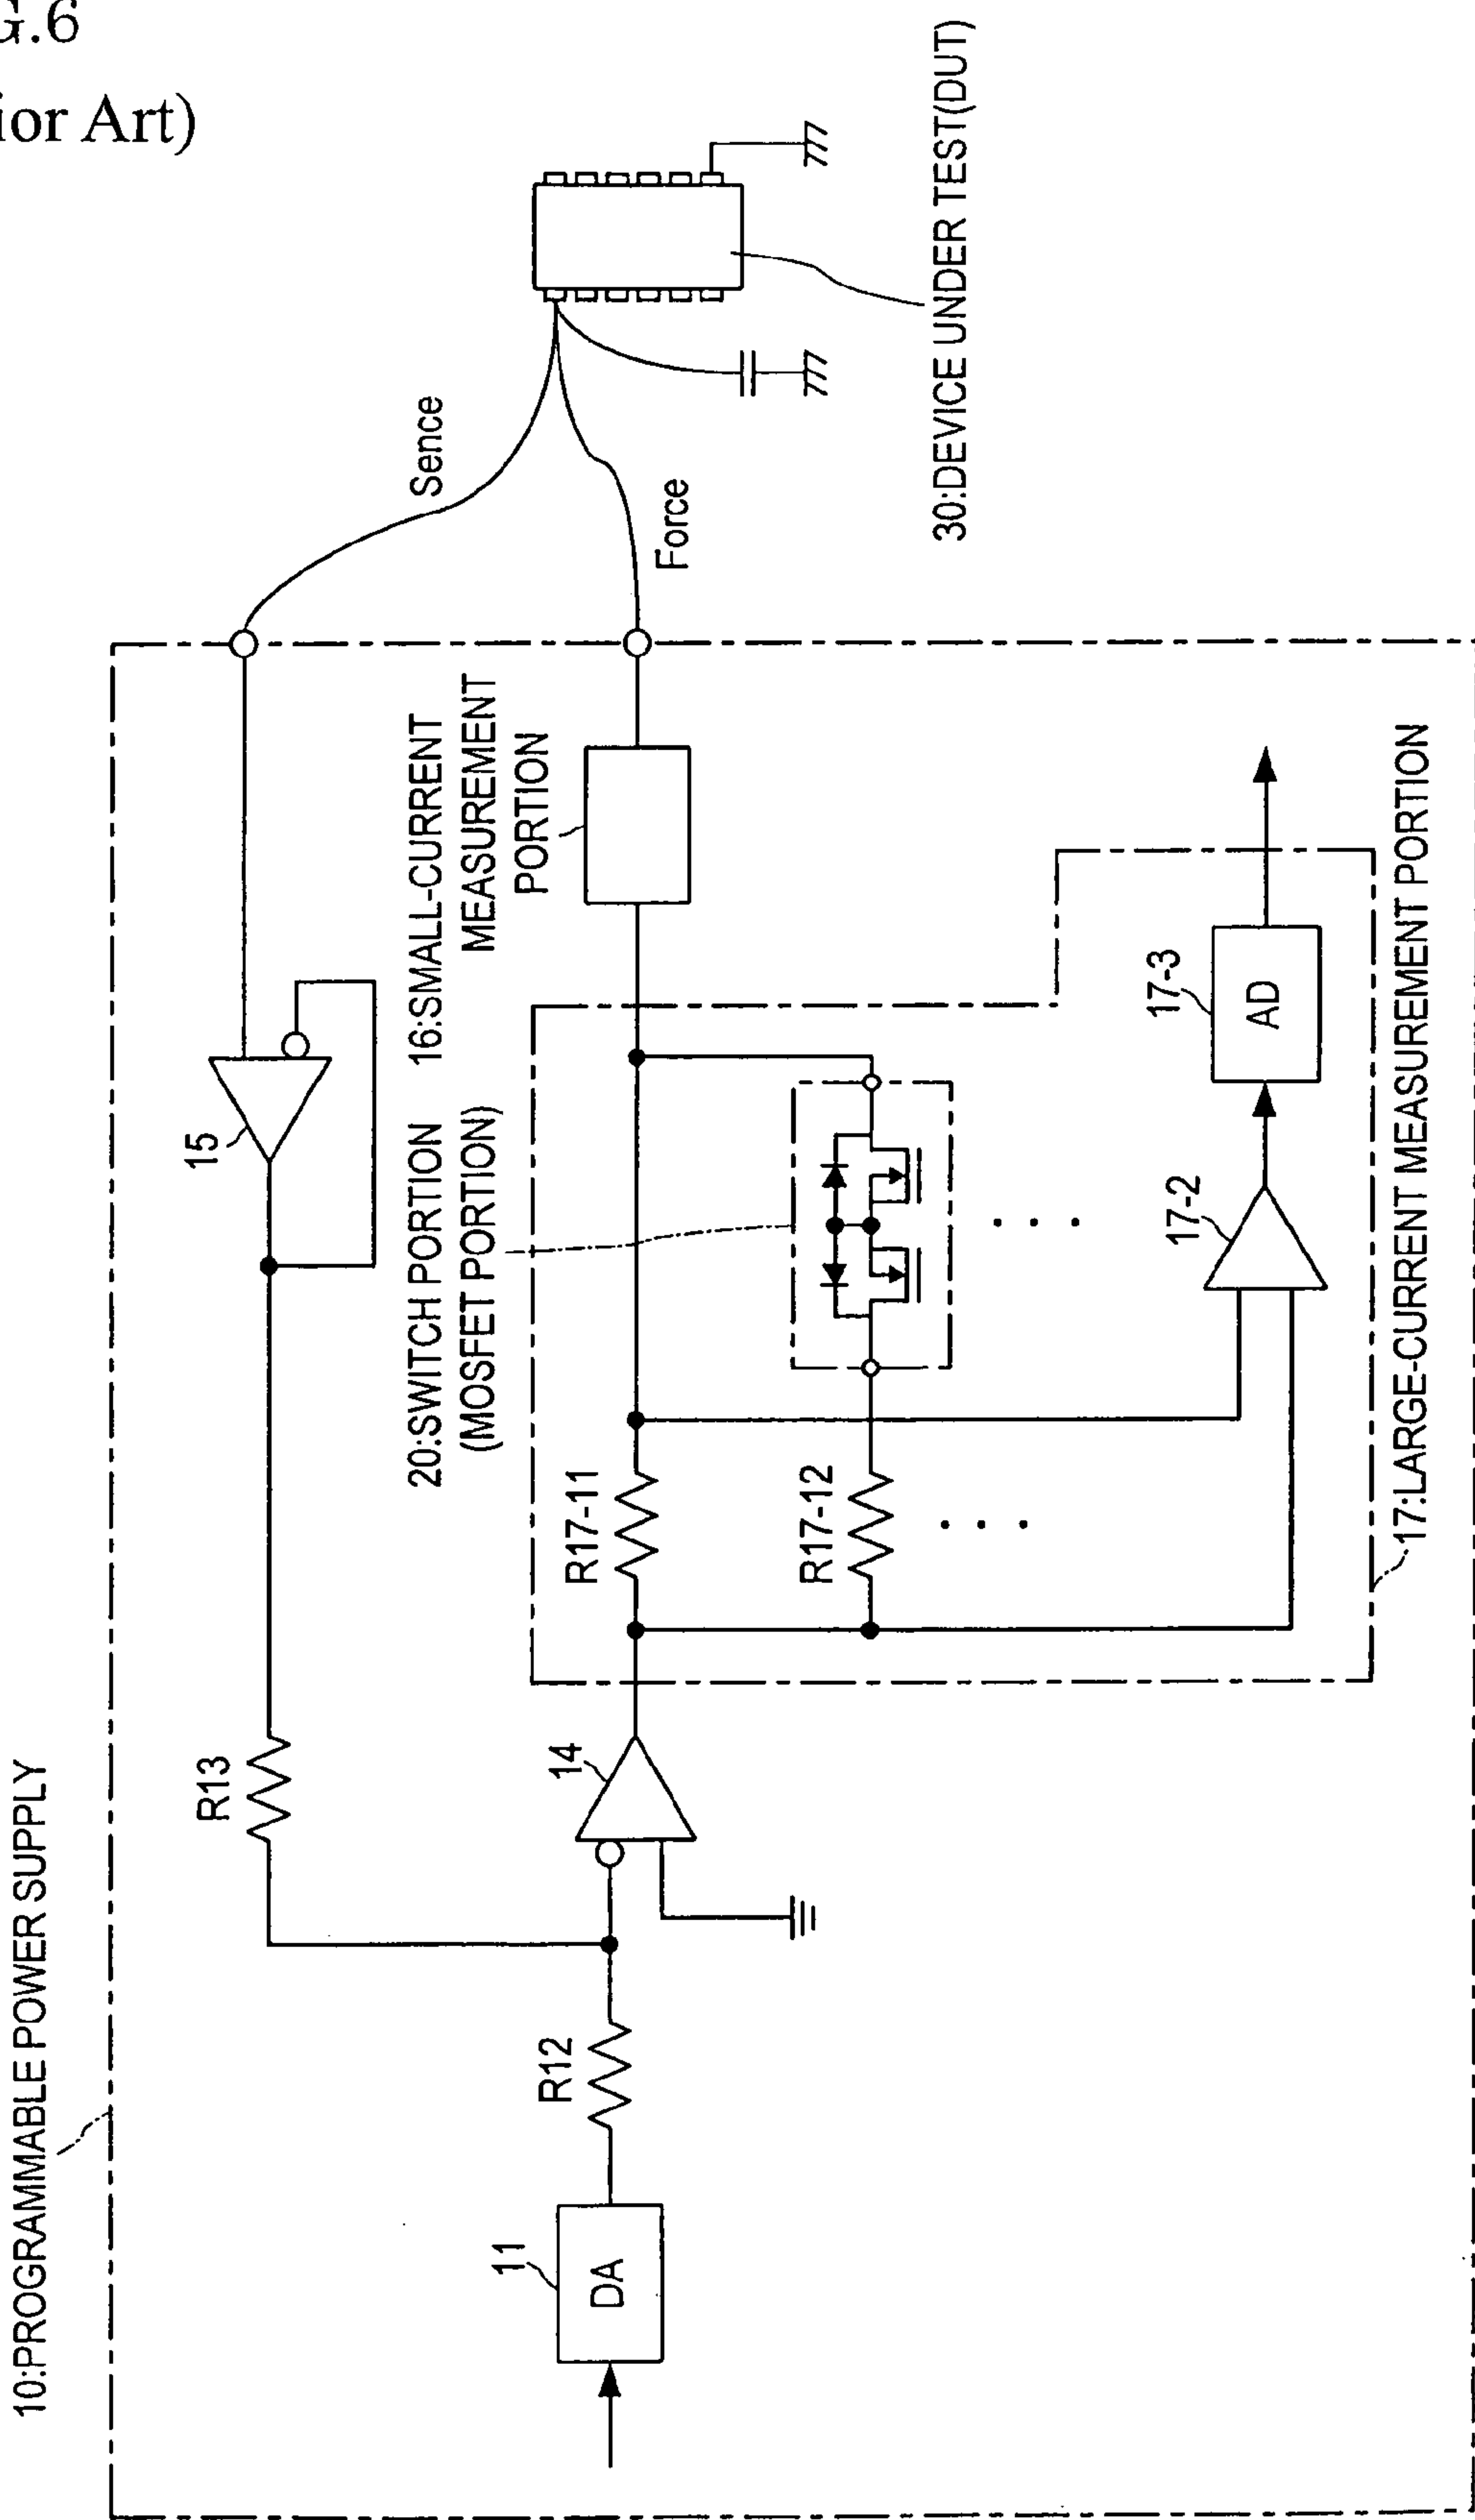 G.6
ior Art)
10:PROGRAMMABLE POWER SUPPLY
11
DA
R12
R13
14
15
20:SWITCH PORTION
(MOSFET PORTION)
16:SMALL-CURRENT
MEASUREMENT
PORTION
R17-11
R17-12
. . .
. . .
17-2
17-3
AD
17:LARGE-CURRENT MEASUREMENT PORTION
Sence
Force
30:DEVICE UNDER TEST(DUT)